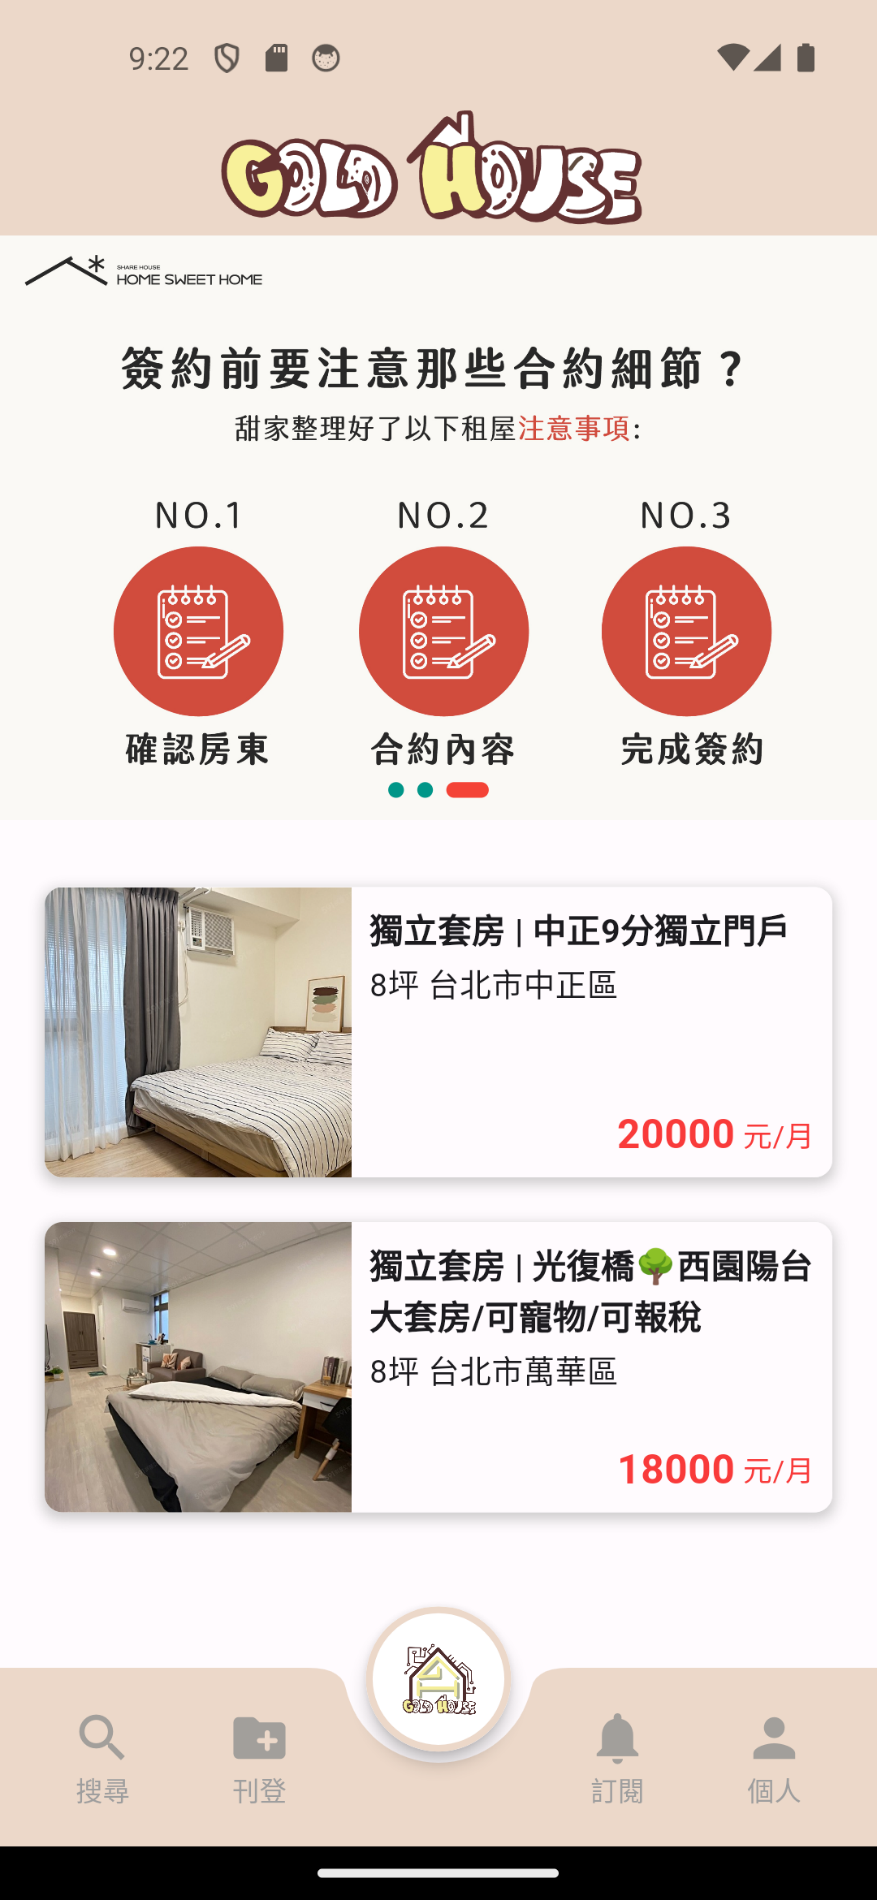 9:22
GOLD HOUSE
SHARE HOUSE
HOME SWEET HOME
簽約前要注意那些合約細節？
甜家整理好了以下租屋注意事項:
NO.1
NO.2
NO.3
確認房東
合約內容
完成簽約
獨立套房 | 中正9分獨立門戶
8坪 台北市中正區
20000 元/月
獨立套房 | 光復橋🌳西園陽台
大套房/可寵物/可報稅
8坪 台北市萬華區
18000 元/月
GOLD HOUSE
搜尋
刊登
訂閱
個人